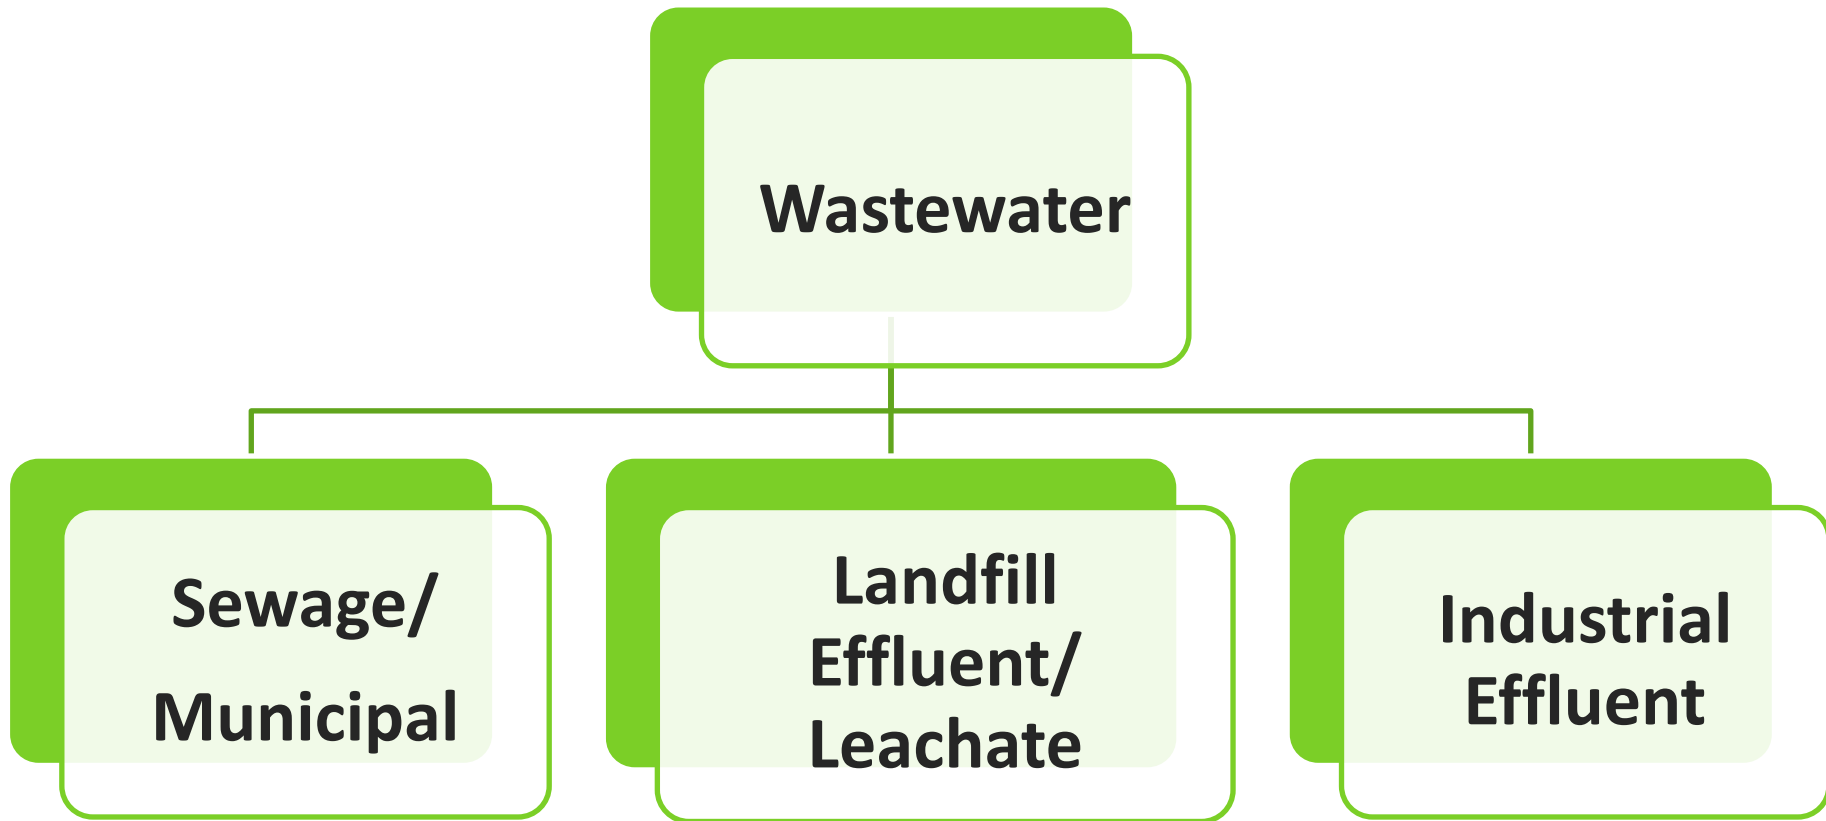 Wastewater
Sewage/
Municipal
Landfill
Effluent/
Leachate
Industrial
Effluent